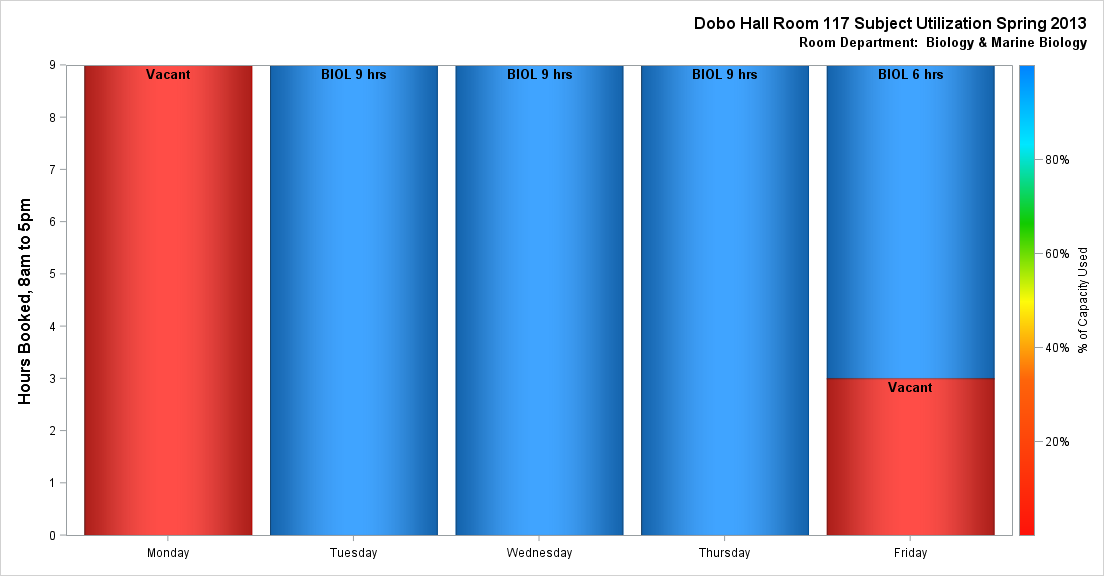 Dobo Hall Room 117 Subject Utilization Spring 2013
Room Department:  Biology & Marine Biology
Hours Booked, 8am to 5pm
9
8
7
6
5
4
3
2
1
0
Vacant
BIOL 9 hrs
BIOL 9 hrs
BIOL 9 hrs
BIOL 6 hrs
Vacant
Monday
Tuesday
Wednesday
Thursday
Friday
80%
60%
40%
20%
% of Capacity Used